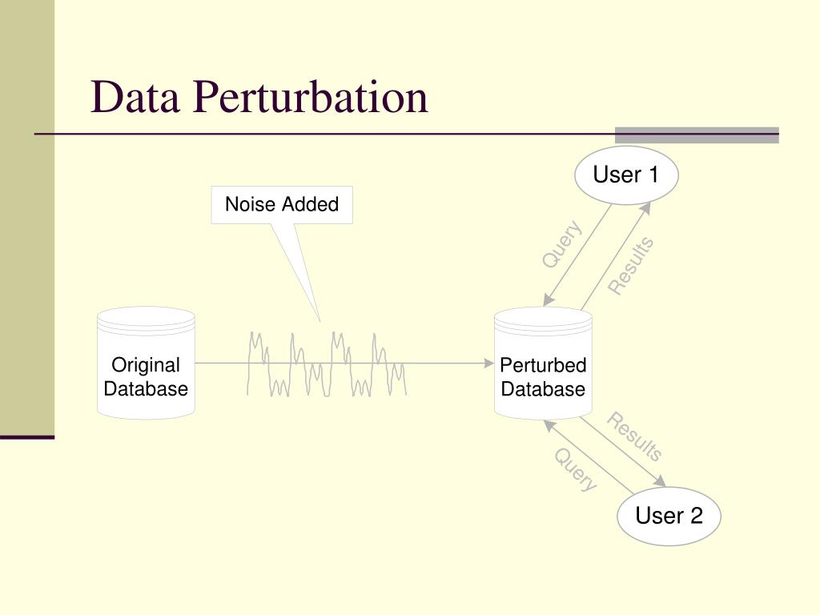 Data Perturbation
User 1
Noise Added
Query
Results
Original
Database
Perturbed
Database
Results
Query
User 2